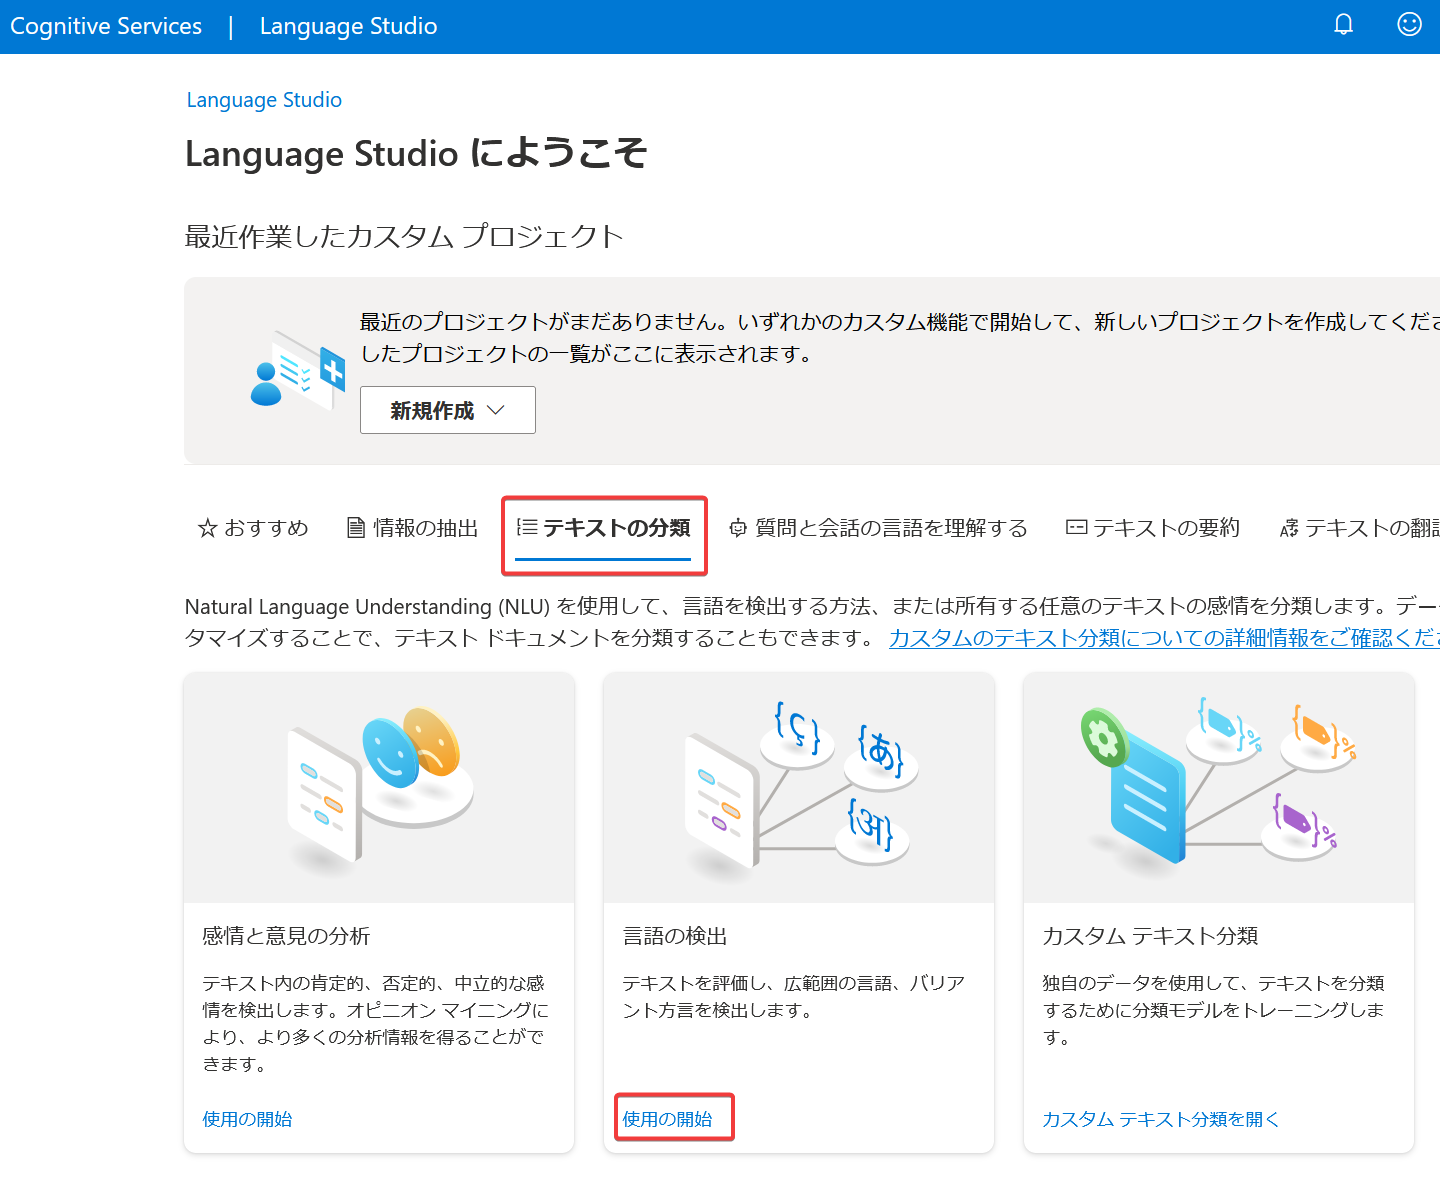 Cognitive Services | Language Studio
Language Studio
Language Studio にようこそ
最近作業したカスタム プロジェクト
最近のプロジェクトがまだありません。いずれかのカスタム機能で開始して、新しいプロジェクトを作成してくださ
したプロジェクトの一覧がここに表示されます。
新規作成
おすすめ 情報の抽出 テキストの分類 質問と会話の言語を理解する テキストの要約 テキストの翻訳
Natural Language Understanding (NLU) を使用して、言語を検出する方法、または所有する任意のテキストの感情を分類します。デー
タマイズすることで、テキスト ドキュメントを分類することもできます。 カスタムのテキスト分類についての詳細情報をご確認くださ
{ç}
{あ}
{अ}
%
%
%
感情と意見の分析
テキスト内の肯定的、否定的、中立的な感
情を検出します。オピニオン マイニングに
より、より多くの分析情報を得ることがで
きます。
使用の開始
言語の検出
テキストを評価し、広範囲の言語、バリア
ント方言を検出します。
使用の開始
カスタム テキスト分類
独自のデータを使用して、テキストを分類
するために分類モデルをトレーニングしま
す。
カスタム テキスト分類を開く